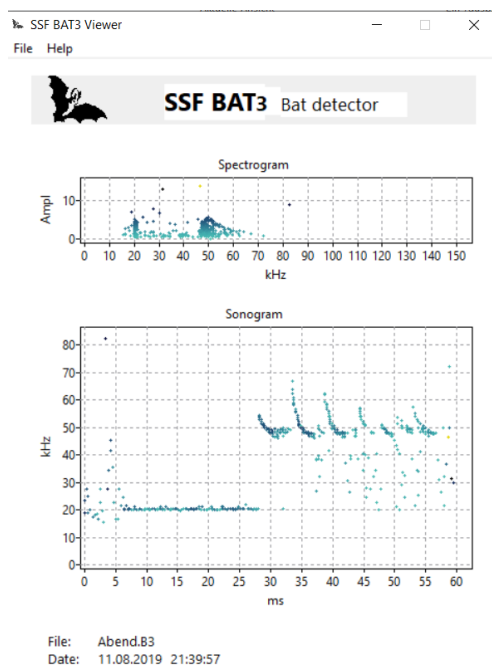 SSF BAT3 Viewer
File Help
SSF BAT3 Bat detector
Spectrogram
Ampl
10
0
0 10 20 30 40 50 60 70 80 90 100 110 120 130 140 150
kHz
Sonogram
kHz
80
70
60
50
40
30
20
10
0
0 5 10 15 20 25 30 35 40 45 50 55 60
ms
File: Abend.B3
Date: 11.08.2019 21:39:57